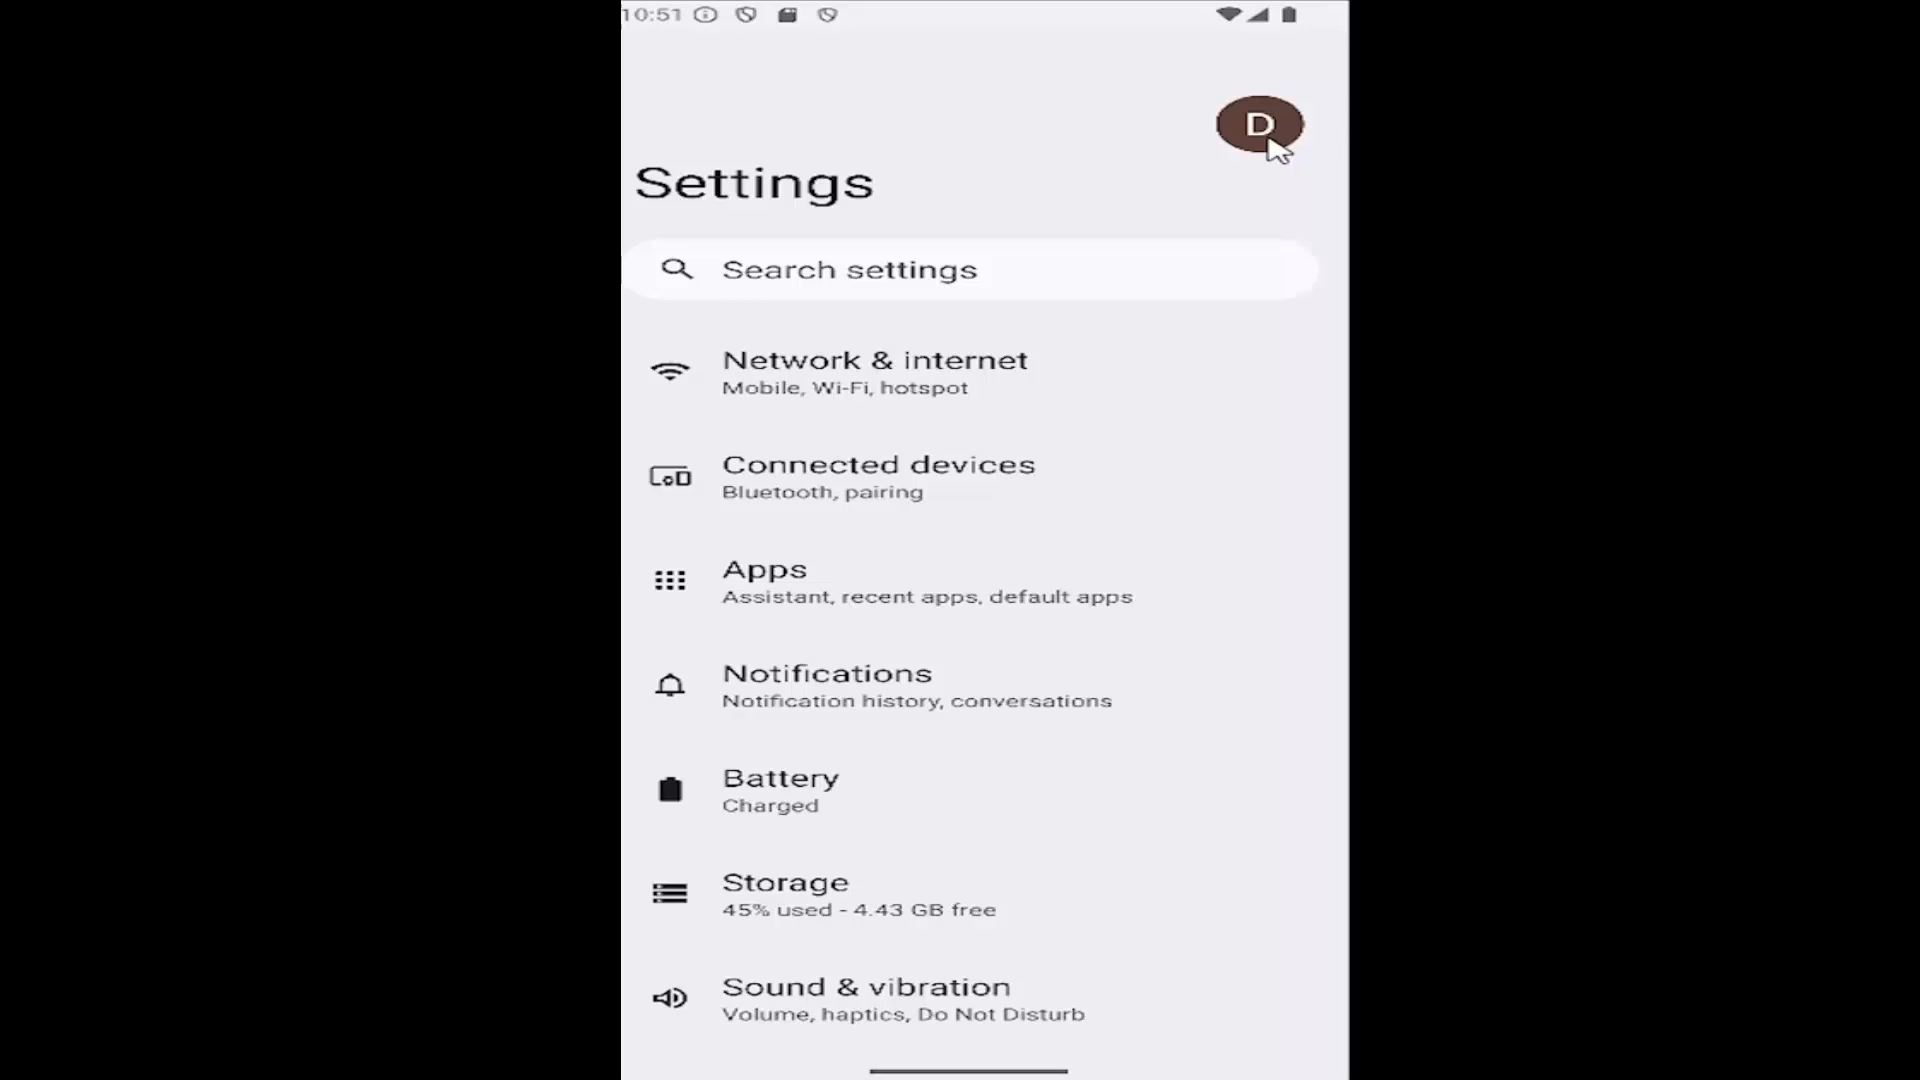 10:51
D
Settings
Search settings
Network & internet
Mobile, Wi-Fi, hotspot
Connected devices
Bluetooth, pairing
Apps
Assistant, recent apps, default apps
Notifications
Notification history, conversations
Battery
Charged
Storage
45% used - 4.43 GB free
Sound & vibration
Volume, haptics, Do Not Disturb